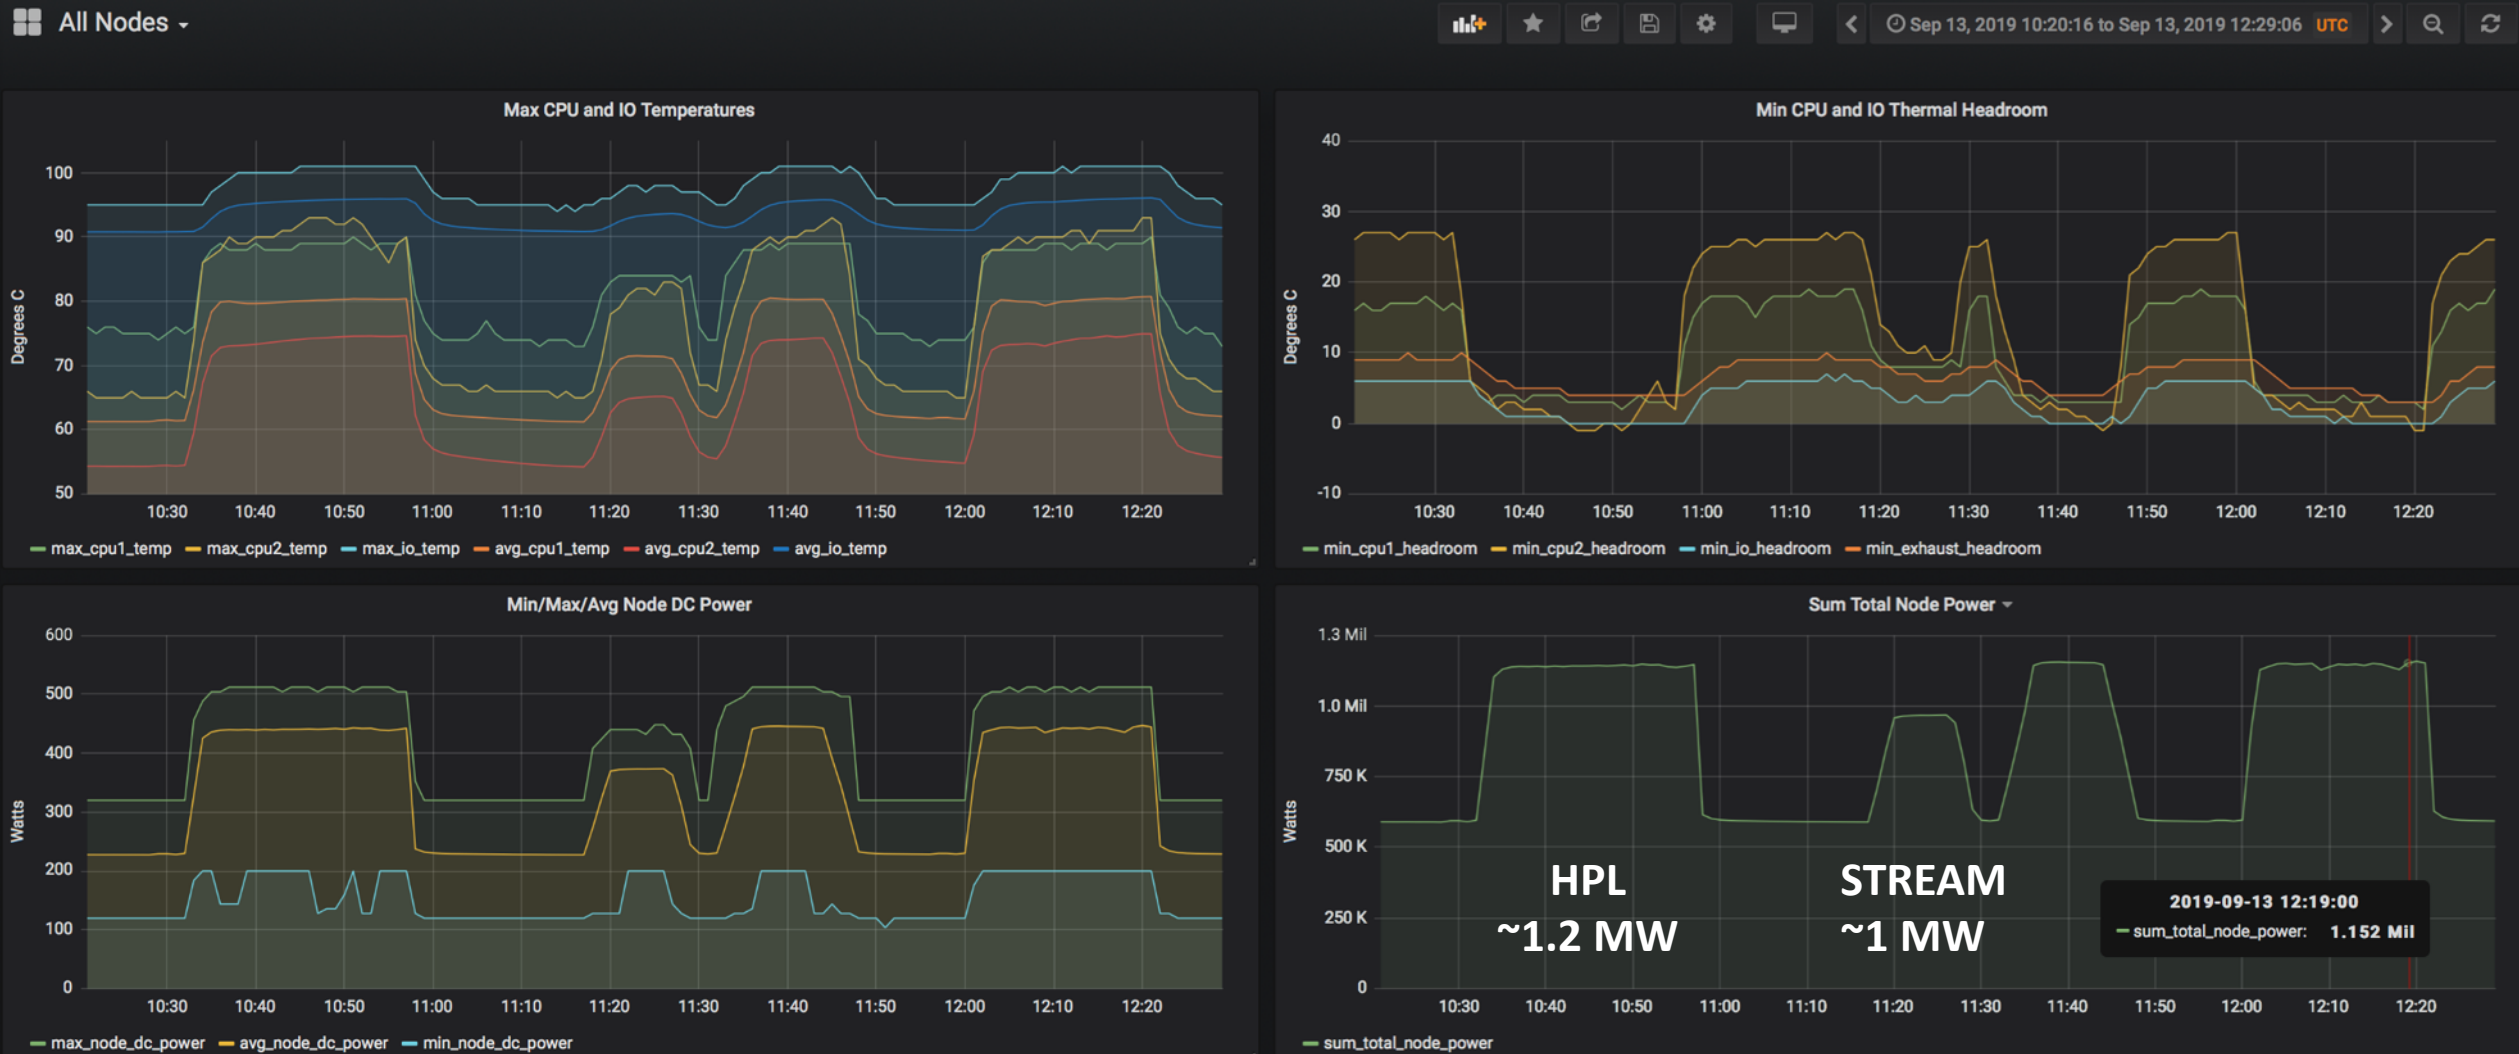 All Nodes
Sep 13, 2019 10:20:16 to Sep 13, 2019 12:29:06 UTC
Max CPU and IO Temperatures
100
90
80
70
60
50
Degrees C
10:30 10:40 10:50 11:00 11:10 11:20 11:30 11:40 11:50 12:00 12:10 12:20
max_cpu1_temp max_cpu2_temp max_io_temp avg_cpu1_temp avg_cpu2_temp avg_io_temp
Min CPU and IO Thermal Headroom
40
30
20
10
0
-10
Degrees C
10:30 10:40 10:50 11:00 11:10 11:20 11:30 11:40 11:50 12:00 12:10 12:20
min_cpu1_headroom min_cpu2_headroom min_io_headroom min_exhaust_headroom
Min/Max/Avg Node DC Power
600
500
400
300
200
100
0
Watts
10:30 10:40 10:50 11:00 11:10 11:20 11:30 11:40 11:50 12:00 12:10 12:20
max_node_dc_power avg_node_dc_power min_node_dc_power
Sum Total Node Power
1.3 Mil
1.0 Mil
750 K
500 K
250 K
0
Watts
HPL
~1.2 MW
STREAM
~1 MW
2019-09-13 12:19:00
sum_total_node_power: 1.152 Mil
10:30 10:40 10:50 11:00 11:10 11:20 11:30 11:40 11:50 12:00 12:10 12:20
sum_total_node_power